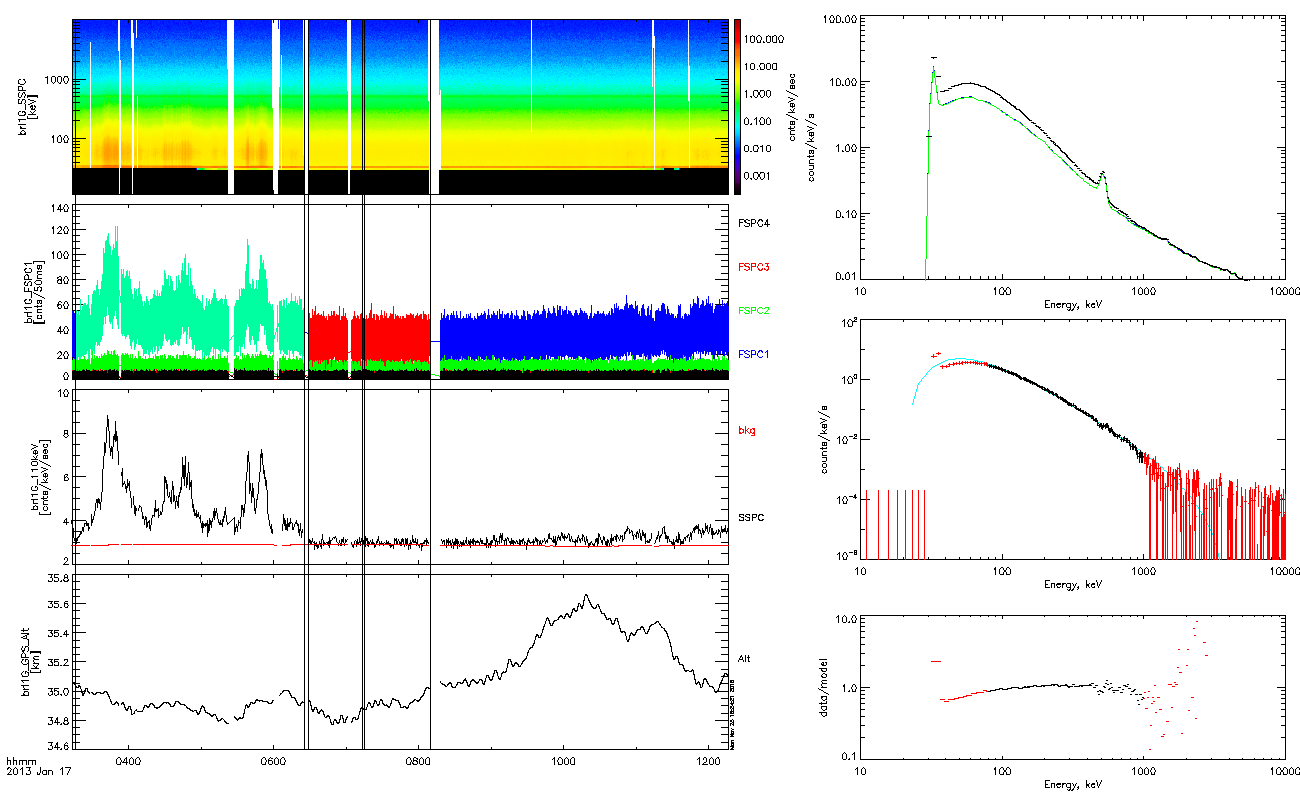 br11G_SSPC
[keV]
1000
100
100.000
10.000
1.000
0.100
0.010
0.001
cnts/keV/sec
br11G_FSPC1
[cnts/50ms]
140
120
100
80
60
40
20
0
FSPC4
FSPC3
FSPC2
FSPC1
br11G_110keV
[cnts/keV/sec]
10
8
6
4
2
bkg
SSPC
br11G_GPS_Alt
[km]
35.8
35.6
35.4
35.2
35.0
34.8
34.6
Alt
hhmm
2013 Jan 17
0400
0600
0800
1000
1200
counts/keV/s
100.00
10.00
1.00
0.10
0.01
10
100
1000
10000
Energy, keV
counts/keV/s
10²
10⁰
10⁻²
10⁻⁴
10⁻⁶
10
100
1000
10000
Energy, keV
data/model
10.0
1.0
0.1
10
100
1000
10000
Energy, keV